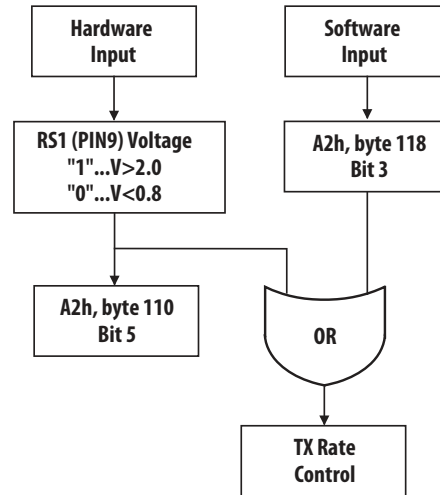 Hardware
Input
Software
Input
RS1 (PIN9) Voltage
"1"...V>2.0
"0"...V<0.8
A2h, byte 118
Bit 3
A2h, byte 110
Bit 5
OR
TX Rate
Control